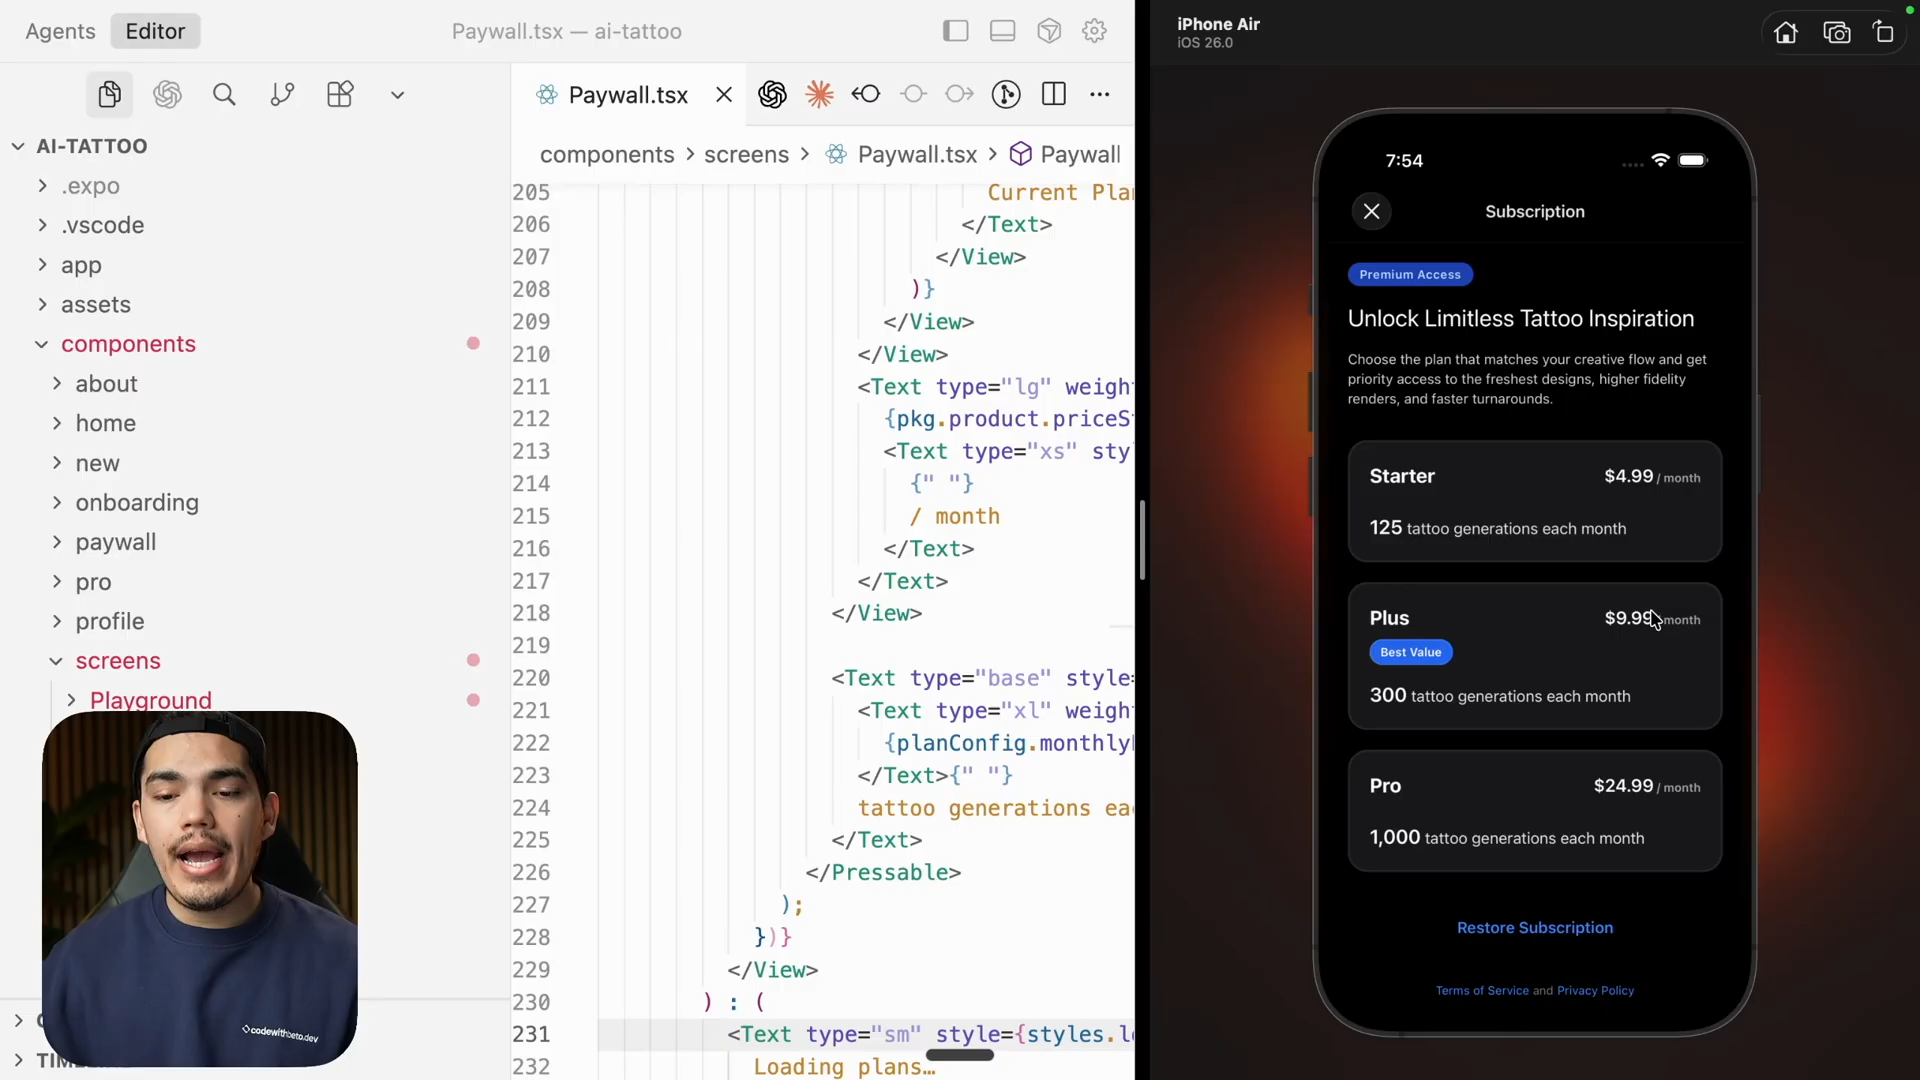 Agents
Editor
Paywall.tsx — ai-tattoo
AI-TATTOO
.expo
.vscode
app
assets
components
about
home
new
onboarding
paywall
pro
profile
screens
Playground
codewithbeto.dev
Paywall.tsx
components > screens > Paywall.tsx > Paywall
205 Current Pla
206 </Text>
207 </View>
208 )}
209 </View>
210 </View>
211 <Text type="lg" weigh
212 {pkg.product.priceS
213 <Text type="xs" sty
214 {" "}
215 / month
216 </Text>
217 </Text>
218 </View>
219
220 <Text type="base" style=
221 <Text type="xl" weight
222 {planConfig.monthly
223 </Text>{" "}
224 tattoo generations ea
225 </Text>
226 </Pressable>
227 );
228 })}
229 </View>
230 ) : (
231 <Text type="sm" style={styles.l
232 Loading plans…
iPhone Air
iOS 26.0
7:54
Subscription
Premium Access
Unlock Limitless Tattoo Inspiration
Choose the plan that matches your creative flow and get
priority access to the freshest designs, higher fidelity
renders, and faster turnarounds.
Starter $4.99 / month
125 tattoo generations each month
Plus $9.99 month
Best Value
300 tattoo generations each month
Pro $24.99 / month
1,000 tattoo generations each month
Restore Subscription
Terms of Service and Privacy Policy